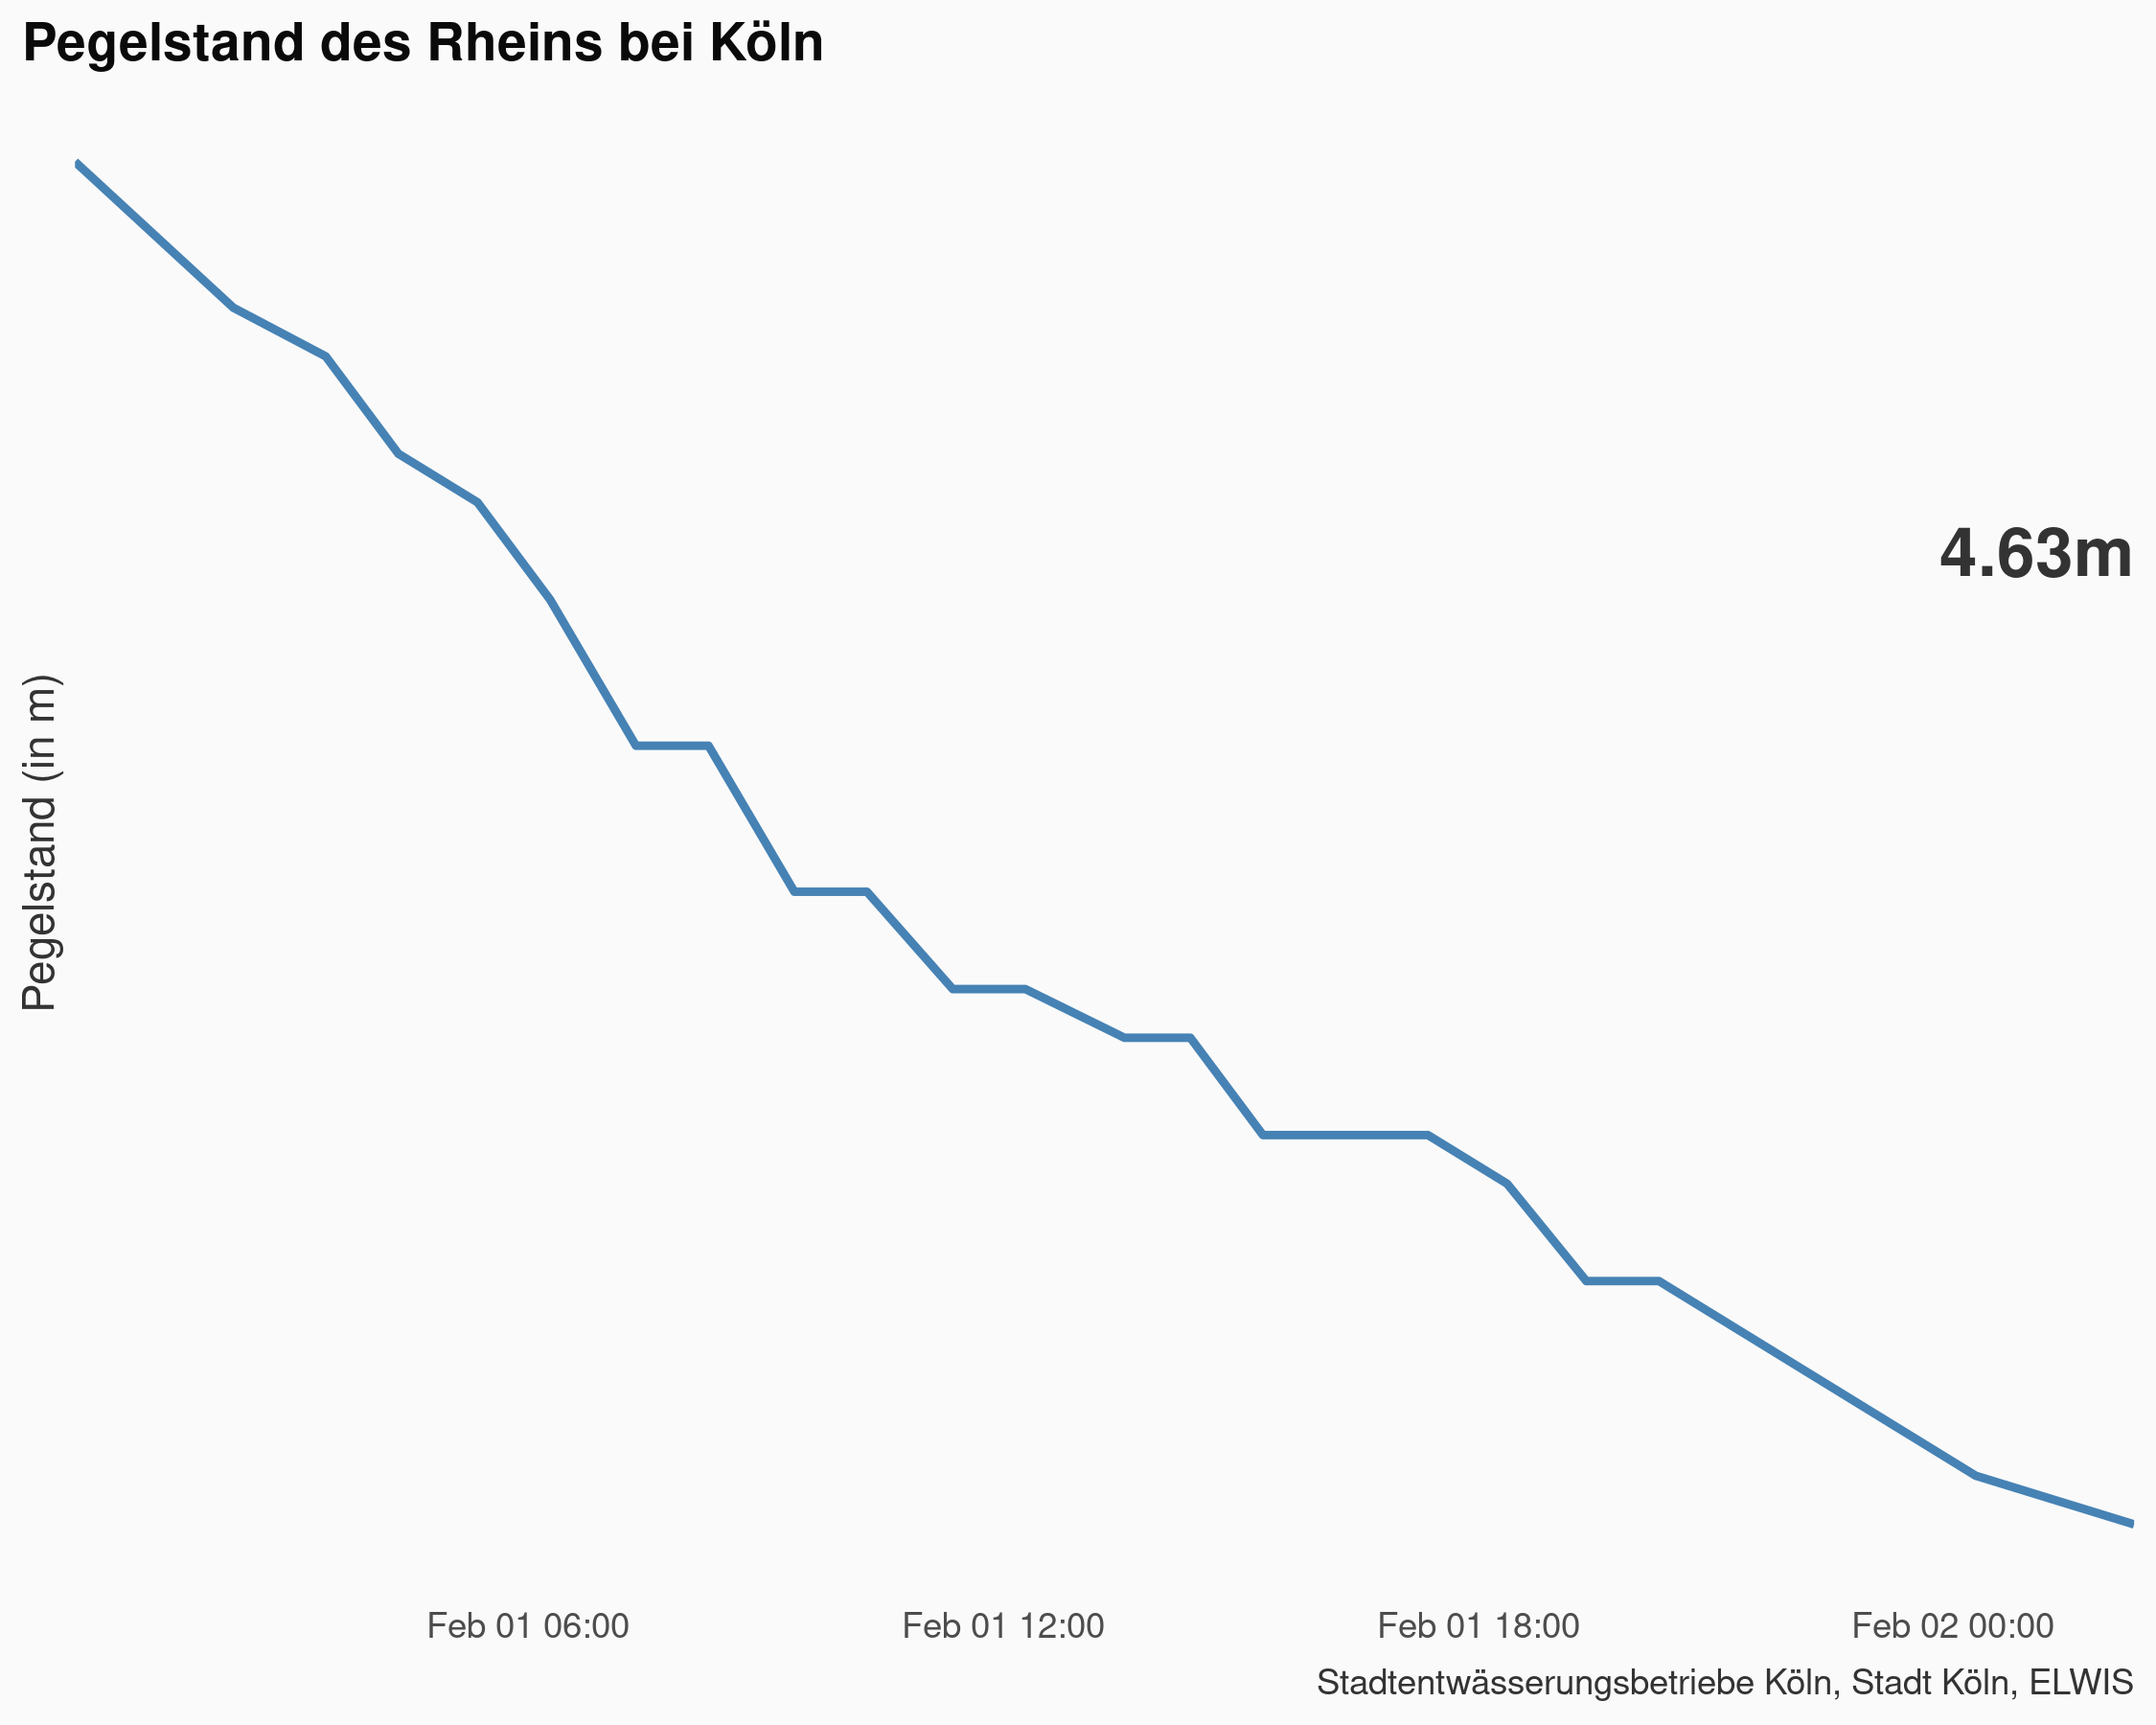 Pegelstand des Rheins bei Köln
4.63m
Pegelstand (in m)
Feb 01 06:00
Feb 01 12:00
Feb 01 18:00
Feb 02 00:00
Stadtentwässerungsbetriebe Köln, Stadt Köln, ELWIS